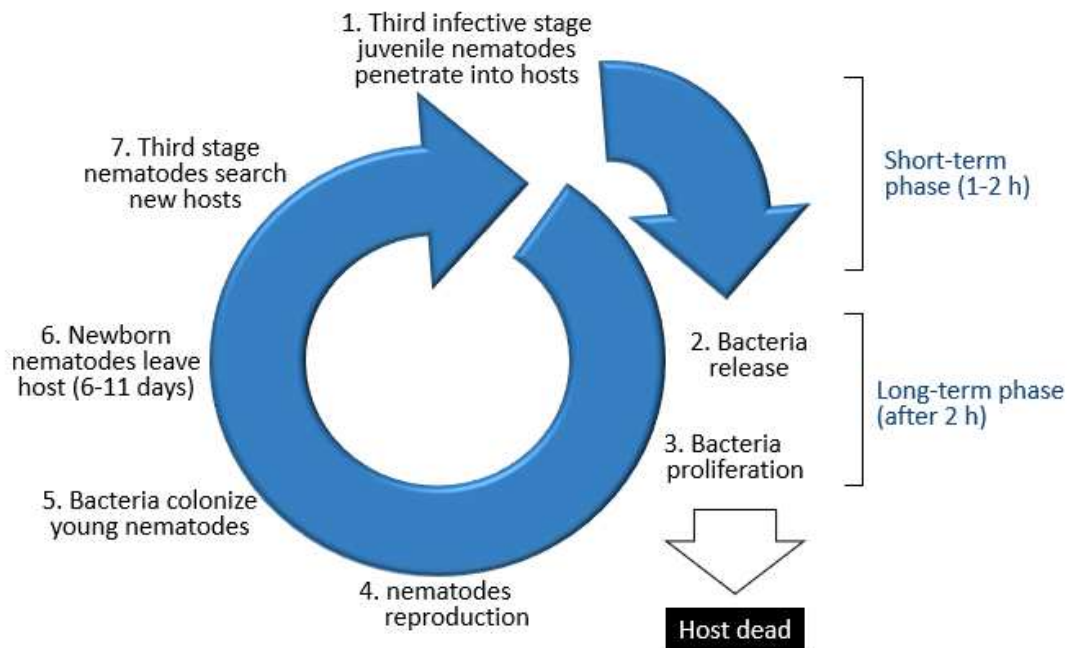 1. Third infective stage
juvenile nematodes
penetrate into hosts
7. Third stage
nematodes search
new hosts
Short-term
phase (1-2 h)
6. Newborn
nematodes leave
host (6-11 days)
2. Bacteria
release
Long-term phase
(after 2 h)
3. Bacteria
proliferation
5. Bacteria colonize
young nematodes
4. nematodes
reproduction
Host dead